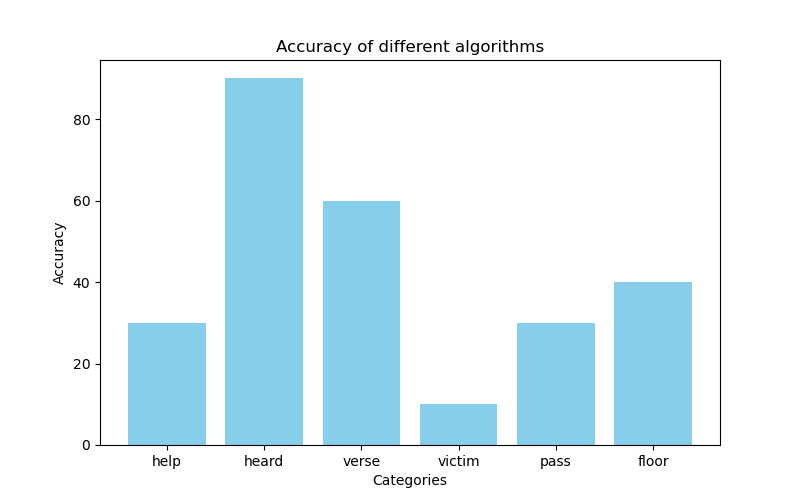 Accuracy of different algorithms
Accuracy
80
60
40
20
0
help heard verse victim pass floor
Categories